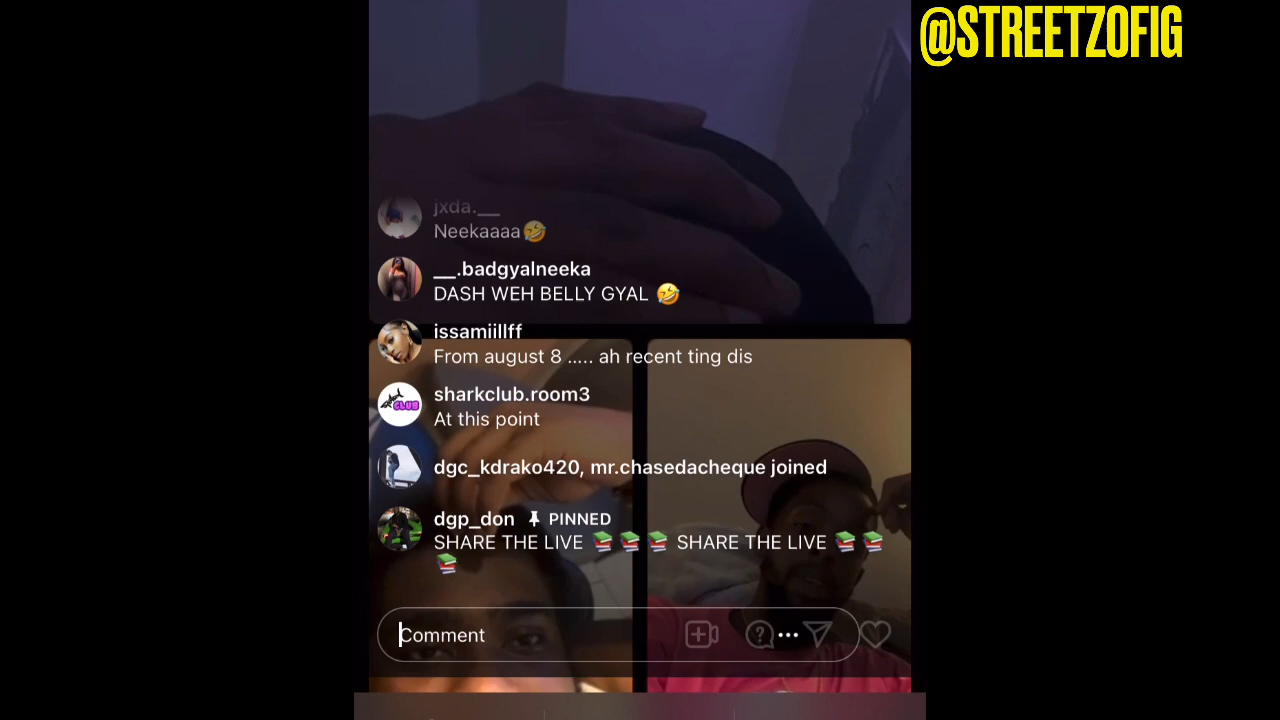 @STREETZOFIG
jxda.__
Neekaaaa🤣
__.badgyalneeka
DASH WEH BELLY GYAL 🤣
issamiillff
From august 8 ..... ah recent ting dis
sharkclub.room3
CLUB
At this point
dgc_kdrako420, mr.chasedacheque joined
dgp_don PINNED
SHARE THE LIVE 📚📚📚 SHARE THE LIVE 📚📚
📚
Comment